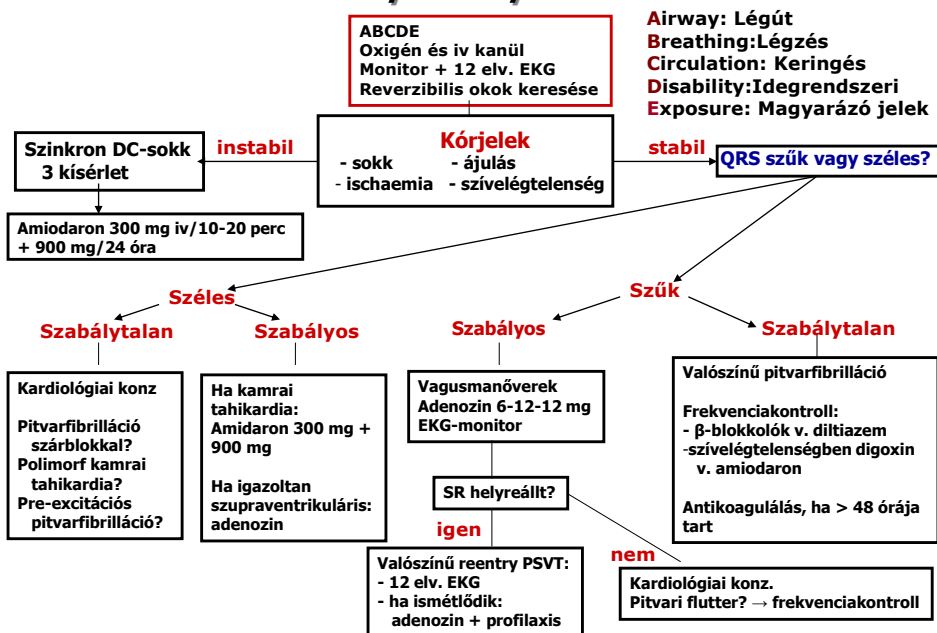 ABCDE
Oxigén és iv kanül
Monitor + 12 elv. EKG
Reverzibilis okok keresése
Airway: Légút
Breathing:Légzés
Circulation: Keringés
Disability:Idegrendszeri
Exposure: Magyarázó jelek
Szinkron DC-sokk
3 kísérlet
instabil
Kórjelek
- sokk - ájulás
- ischaemia - szívelégtelenség
stabil
QRS szűk vagy széles?
Amiodaron 300 mg iv/10-20 perc
+ 900 mg/24 óra
Széles
Szűk
Szabálytalan
Szabályos
Szabályos
Szabálytalan
Kardiológiai konz
Pitvarfibrilláció
szárblokkal?
Polimorf kamrai
tahikardia?
Pre-excitációs
pitvarfibrilláció?
Ha kamrai
tahikardia:
Amidaron 300 mg +
900 mg
Ha igazoltan
szupraventrikuláris:
adenozin
Vagusmanőverek
Adenozin 6-12-12 mg
EKG-monitor
Valószínű pitvarfibrilláció
Frekvenciakontroll:
- β-blokkolók v. diltiazem
-szívelégtelenségben digoxin
v. amiodaron
Antikoagulálás, ha > 48 órája
tart
SR helyreállt?
igen
nem
Valószínű reentry PSVT:
- 12 elv. EKG
- ha ismétlődik:
adenozin + profilaxis
Kardiológiai konz.
Pitvari flutter? → frekvenciakontroll